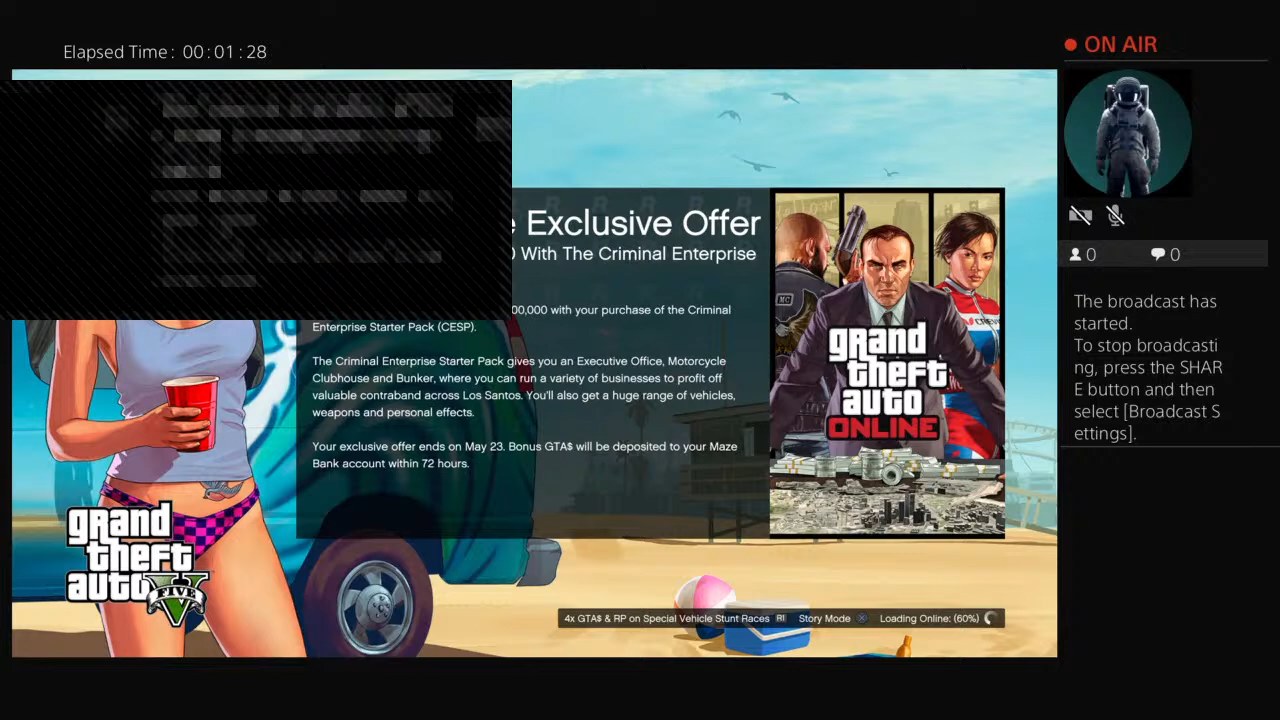 Elapsed Time: 00:01:28
ON AIR
Exclusive Offer
With The Criminal Enterprise
00,000 with your purchase of the Criminal
Enterprise Starter Pack (CESP).
The Criminal Enterprise Starter Pack gives you an Executive Office, Motorcycle
Clubhouse and Bunker, where you can run a variety of businesses to profit off
valuable contraband across Los Santos. You'll also get a huge range of vehicles,
weapons and personal effects.
Your exclusive offer ends on May 23. Bonus GTA$ will be deposited to your Maze
Bank account within 72 hours.
MC
grand
theft
auto
ONLINE
grand
theft
auto
FIVE
V
4x GTA$ & RP on Special Vehicle Stunt Races R1 Story Mode Loading Online: (60%)
0 0
The broadcast has
started.
To stop broadcasti
ng, press the SHAR
E button and then
select [Broadcast S
ettings].